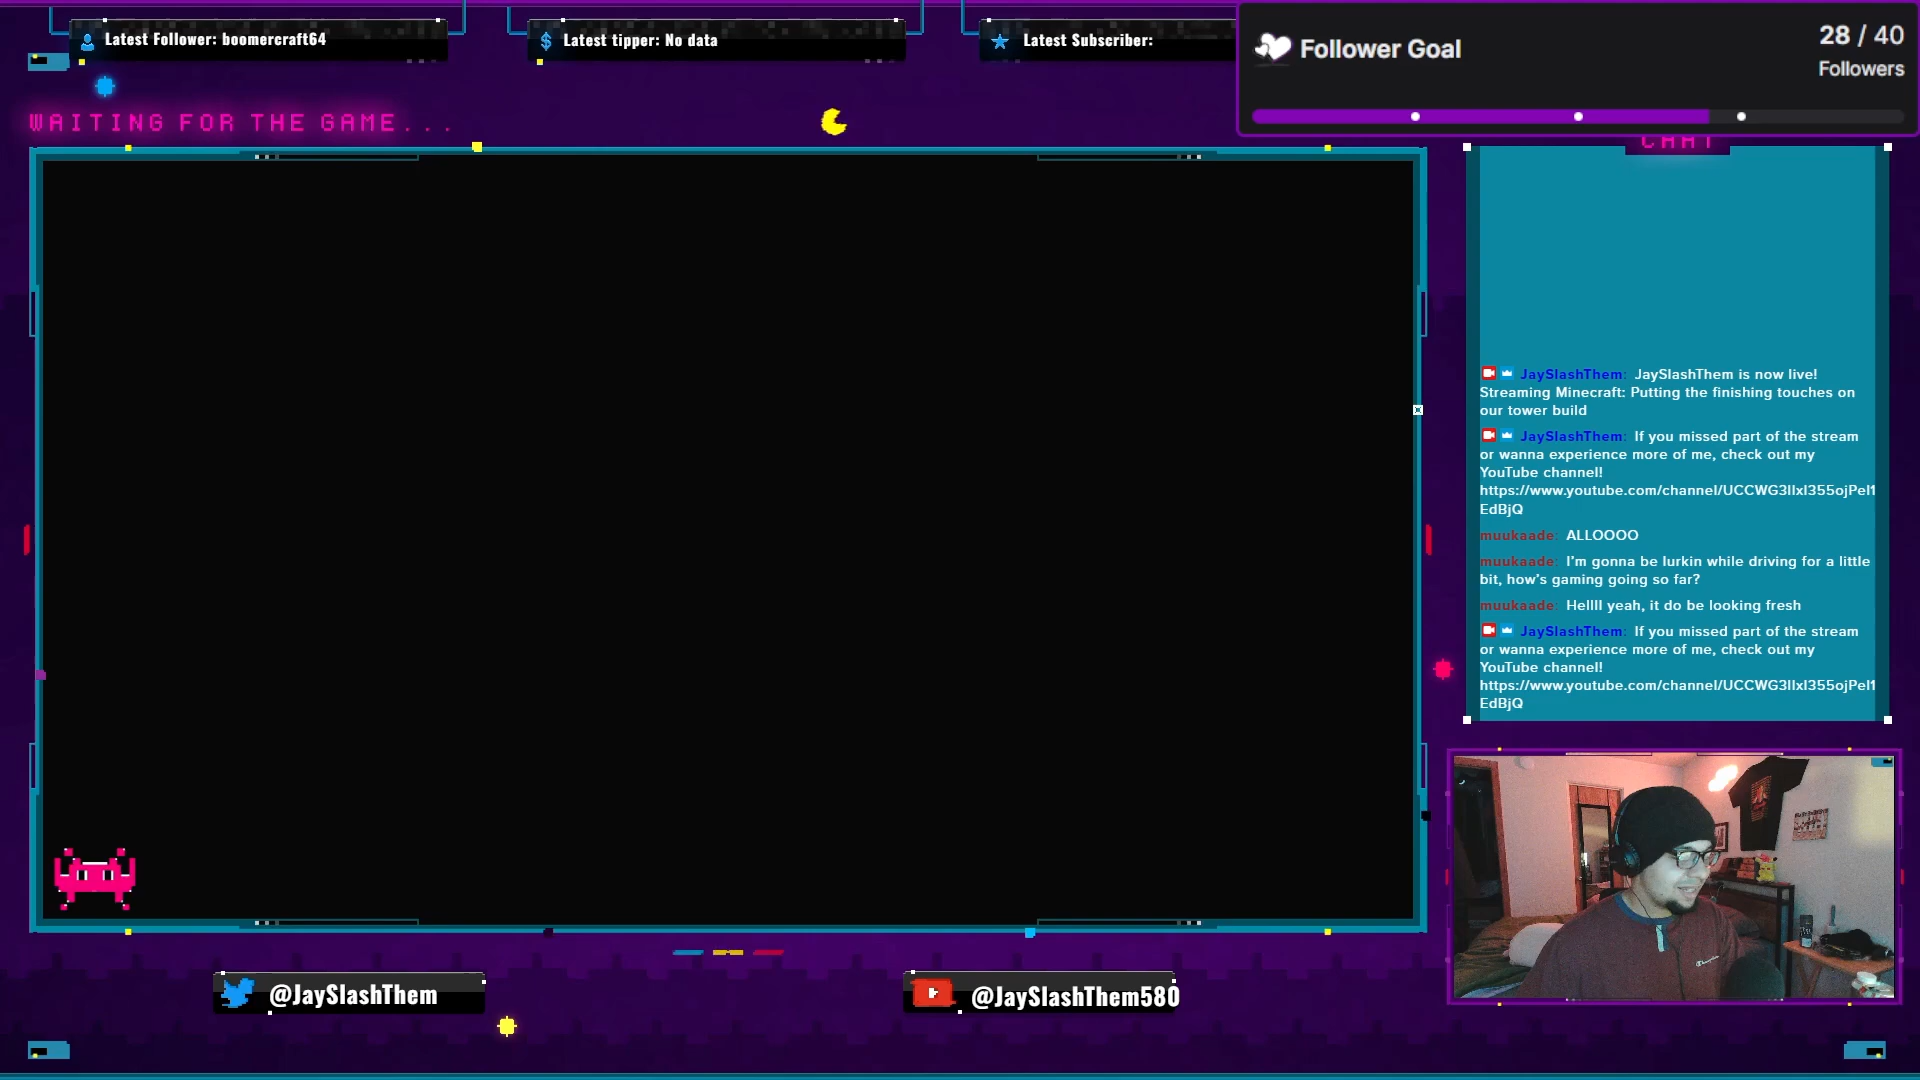 Latest Follower: boomercraft64
Latest tipper: No data
Latest Subscriber:
Follower Goal
28 / 40
Followers
WAITING FOR THE GAME...
CHAT
JaySlashThem: JaySlashThem is now live!
Streaming Minecraft: Putting the finishing touches on
our tower build
JaySlashThem: If you missed part of the stream
or wanna experience more of me, check out my
YouTube channel!
https://www.youtube.com/channel/UCCWG3llxI355ojPel1
EdBjQ
muukaade: ALLOOOO
muukaade: I'm gonna be lurkin while driving for a little
bit, how's gaming going so far?
muukaade: Hellll yeah, it do be looking fresh
JaySlashThem: If you missed part of the stream
or wanna experience more of me, check out my
YouTube channel!
https://www.youtube.com/channel/UCCWG3llxI355ojPel1
EdBjQ
Champion
@JaySlashThem
@JaySlashThem580